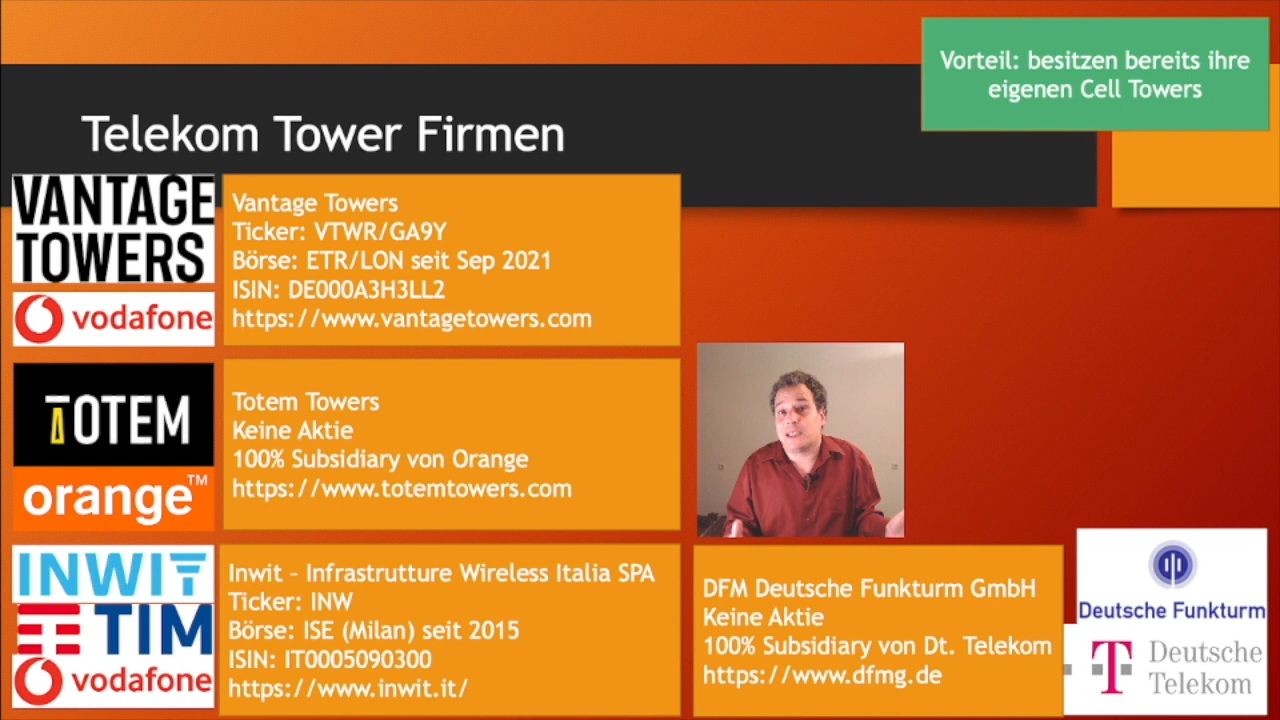 Vorteil: besitzen bereits ihre
eigenen Cell Towers
Telekom Tower Firmen
VANTAGE
TOWERS
vodafone
Vantage Towers
Ticker: VTWR/GA9Y
Börse: ETR/LON seit Sep 2021
ISIN: DE000A3H3LL2
https://www.vantagetowers.com
TOTEM
orange™
Totem Towers
Keine Aktie
100% Subsidiary von Orange
https://www.totemtowers.com
INWIT
TIM
vodafone
Inwit – Infrastrutture Wireless Italia SPA
Ticker: INW
Börse: ISE (Milan) seit 2015
ISIN: IT0005090300
https://www.inwit.it/
DFM Deutsche Funkturm GmbH
Keine Aktie
100% Subsidiary von Dt. Telekom
https://www.dfmg.de
Deutsche Funkturm
T
Deutsche
Telekom